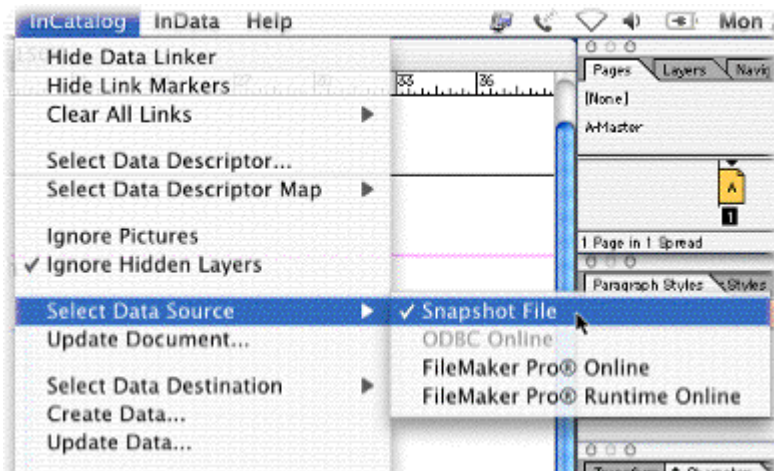 InCatalog InData Help Mon
Hide Data Linker
Hide Link Markers
Clear All Links
Select Data Descriptor...
Select Data Descriptor Map
Ignore Pictures
✓ Ignore Hidden Layers
Select Data Source
Update Document...
Select Data Destination
Create Data...
Update Data...
✓ Snapshot File
ODBC Online
FileMaker Pro® Online
FileMaker Pro® Runtime Online
33 36
Pages Layers Navig
[None]
A-Master
A
1
1 Page in 1 Spread
Paragraph Styles Styles